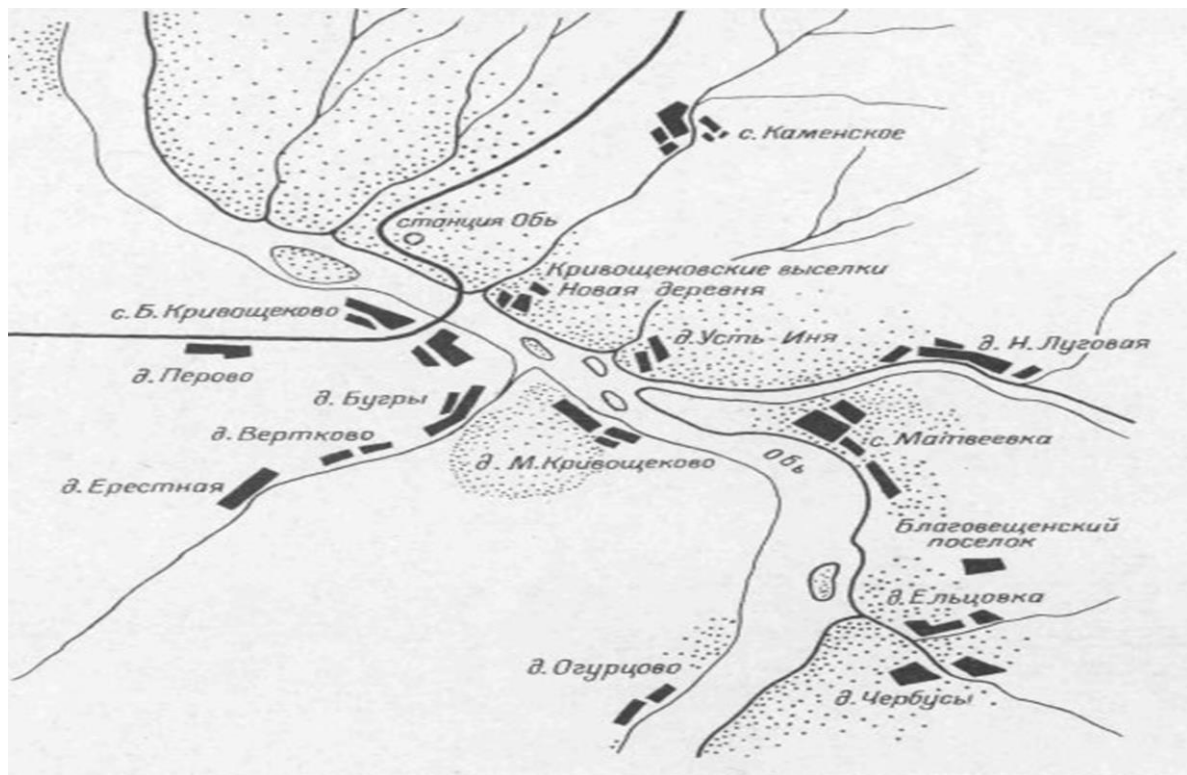 с. Каменское
станция Обь
Кривощековские выселки
Новая деревня
с. Б. Кривощеково
д. Усть Иня
д. Н. Луговая
д. Перово
д. Бугры
д. Вертково
с. Матвеевка
д. М. Кривощеково
Обь
д. Ерестная
Благовещенский
поселок
д. Ельцовка
д. Огурцово
д. Чербусы